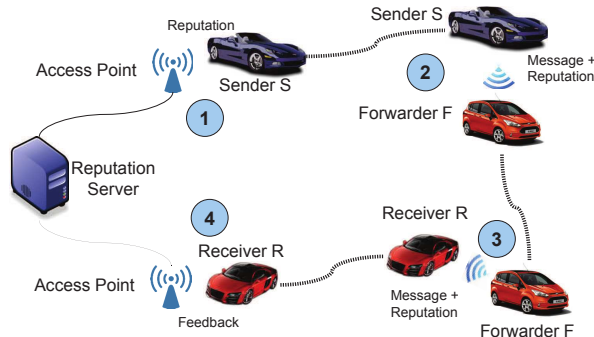 Reputation
Sender S
Access Point
Sender S
Message +
Reputation
1
2
Forwarder F
Reputation
Server
4
Receiver R
Receiver R
3
Access Point
Message +
Reputation
Feedback
Forwarder F